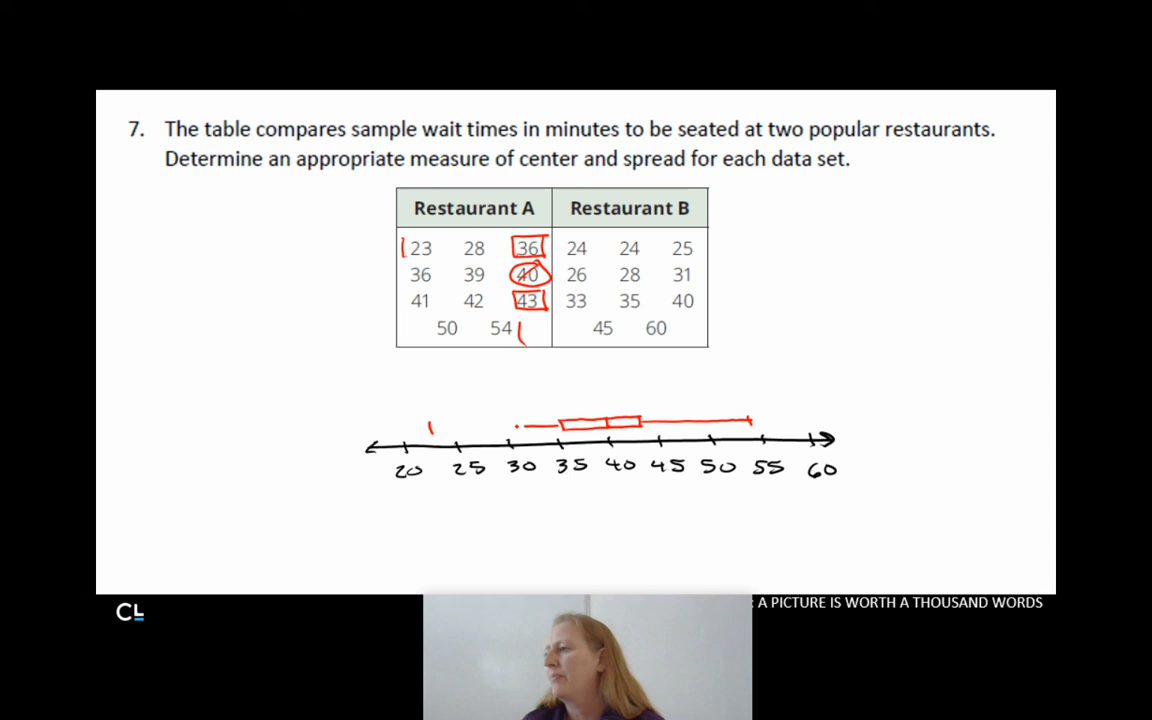 7. The table compares sample wait times in minutes to be seated at two popular restaurants.
Determine an appropriate measure of center and spread for each data set.
Restaurant A Restaurant B
23 28 36 24 24 25
36 39 40 26 28 31
41 42 43 33 35 40
50 54 45 60
20 25 30 35 40 45 50 55 60
CL
: A PICTURE IS WORTH A THOUSAND WORDS